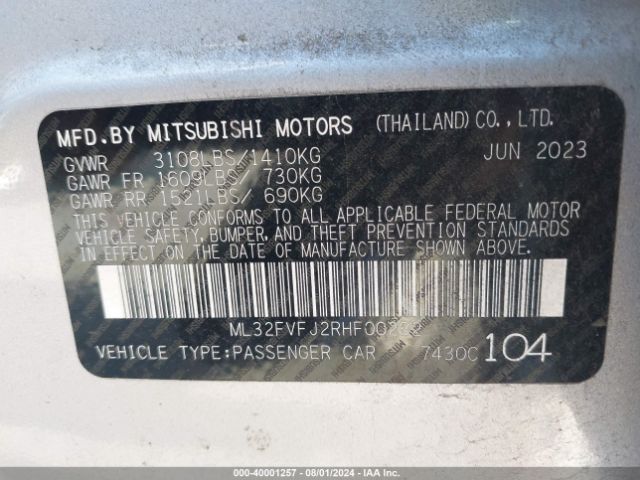 MFD.BY MITSUBISHI MOTORS (THAILAND) CO.,LTD.
GVWR 3108LBS/1410KG JUN 2023
GAWR FR 1609LBS/ 730KG
GAWR RR 1521LBS/ 690KG
THIS VEHICLE CONFORMS TO ALL APPLICABLE FEDERAL MOTOR
VEHICLE SAFETY, BUMPER, AND THEFT PREVENTION STANDARDS
IN EFFECT ON THE DATE OF MANUFACTURE SHOWN ABOVE.
VEHICLE TYPE:PASSENGER CAR 7430C 104
000-40001257 - 08/01/2024 - IAA Inc.